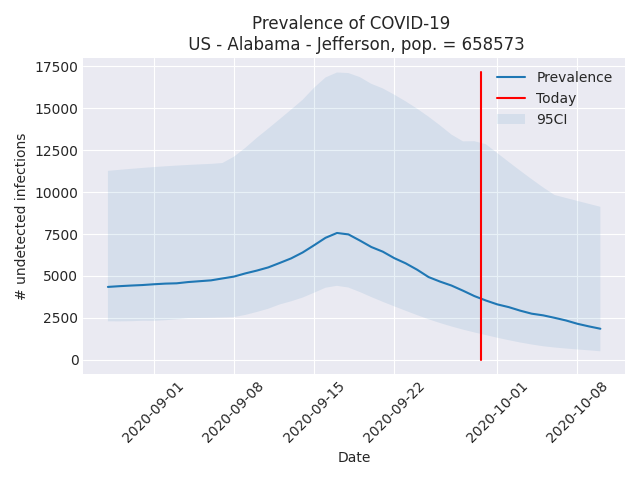 Prevalence of COVID-19
US - Alabama - Jefferson, pop. = 658573
17500
15000
12500
10000
7500
5000
2500
0
# undetected infections
Prevalence
Today
95CI
2020-09-01
2020-09-08
2020-09-15
2020-09-22
2020-10-01
2020-10-08
Date